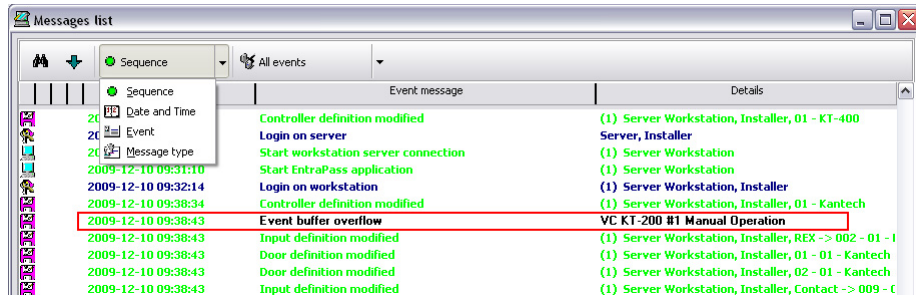 Messages list
Sequence All events
Event message Details
Sequence
Date and Time
Event
Message type
20 Controller definition modified (1) Server Workstation, Installer, 01 - KT-400
20 Login on server Server, Installer
20 Start workstation server connection (1) Server Workstation
2009-12-10 09:31:10 Start EntraPass application (1) Server Workstation
2009-12-10 09:32:14 Login on workstation (1) Server Workstation, Installer
2009-12-10 09:38:34 Controller definition modified (1) Server Workstation, Installer, 01 - Kantech
2009-12-10 09:38:43 Event buffer overflow VC KT-200 #1 Manual Operation
2009-12-10 09:38:43 Input definition modified (1) Server Workstation, Installer, REX -> 002 - 01 -
2009-12-10 09:38:43 Door definition modified (1) Server Workstation, Installer, 01 - 01 - Kantech
2009-12-10 09:38:43 Door definition modified (1) Server Workstation, Installer, 02 - 01 - Kantech
2009-12-10 09:38:43 Input definition modified (1) Server Workstation, Installer, Contact -> 009 -